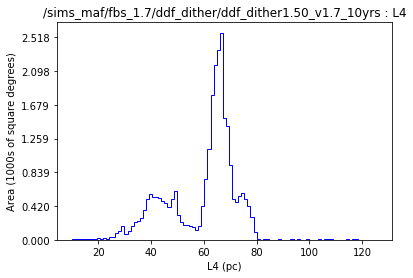 /sims_maf/fbs_1.7/ddf_dither/ddf_dither1.50_v1.7_10yrs : L4
Area (1000s of square degrees)
2.518
2.098
1.679
1.259
0.839
0.420
0.000
20 40 60 80 100 120
L4 (pc)